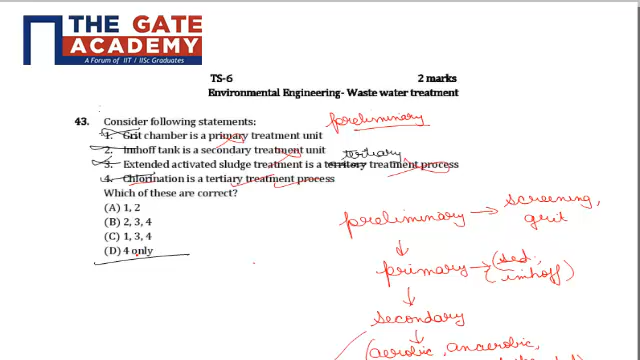 THE GATE
ACADEMY
A Forum of IIT / IISc Graduates
TS-6 2 marks
Environmental Engineering- Waste water treatment
43. Consider following statements: preliminary
1. Grit chamber is a primary treatment unit
2. Imhoff tank is a secondary treatment unit
tertiary
3. Extended activated sludge treatment is a territory treatment process
4. Chlorination is a tertiary treatment process
Which of these are correct?
(A) 1, 2
(B) 2, 3, 4
(C) 1, 3, 4
(D) 4 only
preliminary → screening,
grit
↓
primary → (sed.
imhoff)
↓
secondary
↓
(aerobic, anaerobic,